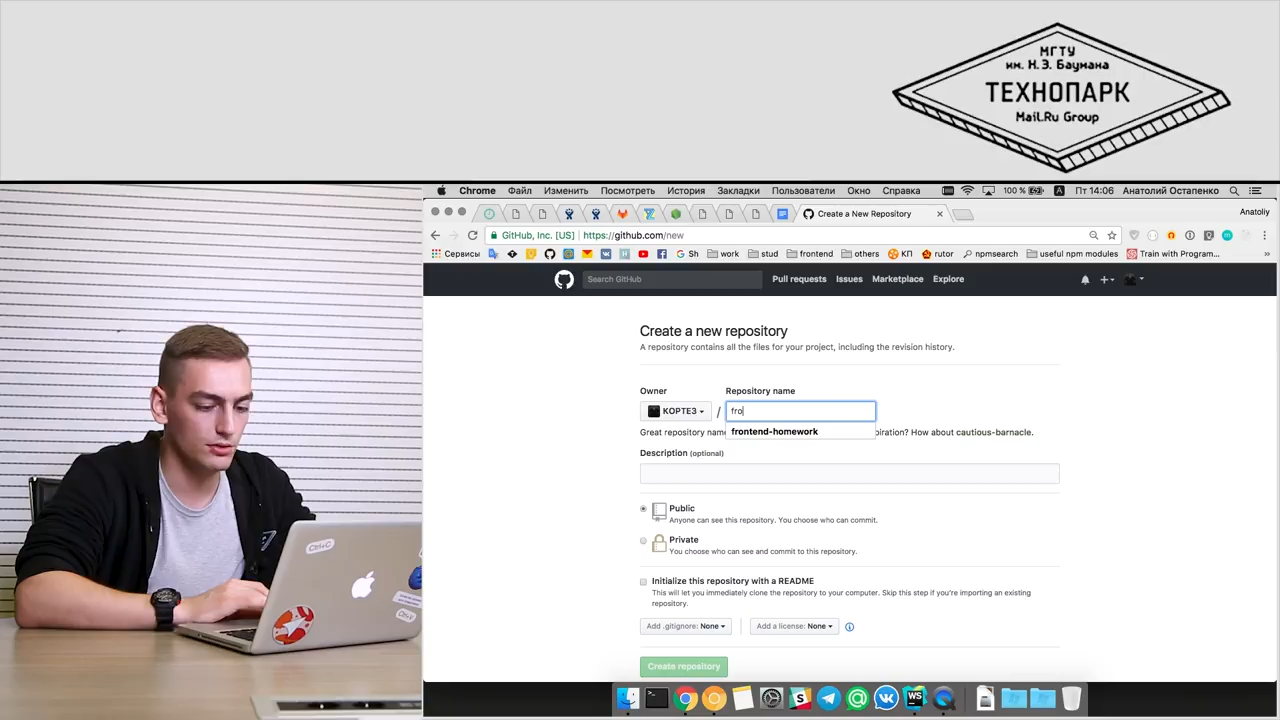 МГТУ
им. Н.Э. Баумана
ТЕХНОПАРК
Mail.Ru Group
Chrome Файл Изменить Посмотреть История Закладки Пользователи Окно Справка 100 % A Пт 14:06 Анатолий Остапенко
Create a New Repository
Anatoliy
GitHub, Inc. [US] https://github.com/new
Сервисы Sh work stud frontend others КП rutor npmsearch useful npm modules Train with Program... »
Search GitHub Pull requests Issues Marketplace Explore
Create a new repository
A repository contains all the files for your project, including the revision history.
Owner Repository name
KOPTE3 / fro
frontend-homework
Great repository nam piration? How about cautious-barnacle.
Description (optional)
Public
Anyone can see this repository. You choose who can commit.
Private
You choose who can see and commit to this repository.
Initialize this repository with a README
This will let you immediately clone the repository to your computer. Skip this step if you're importing an existing
repository.
Add .gitignore: None Add a license: None
Create repository
Ctrl+C
Ctrl+V
WS